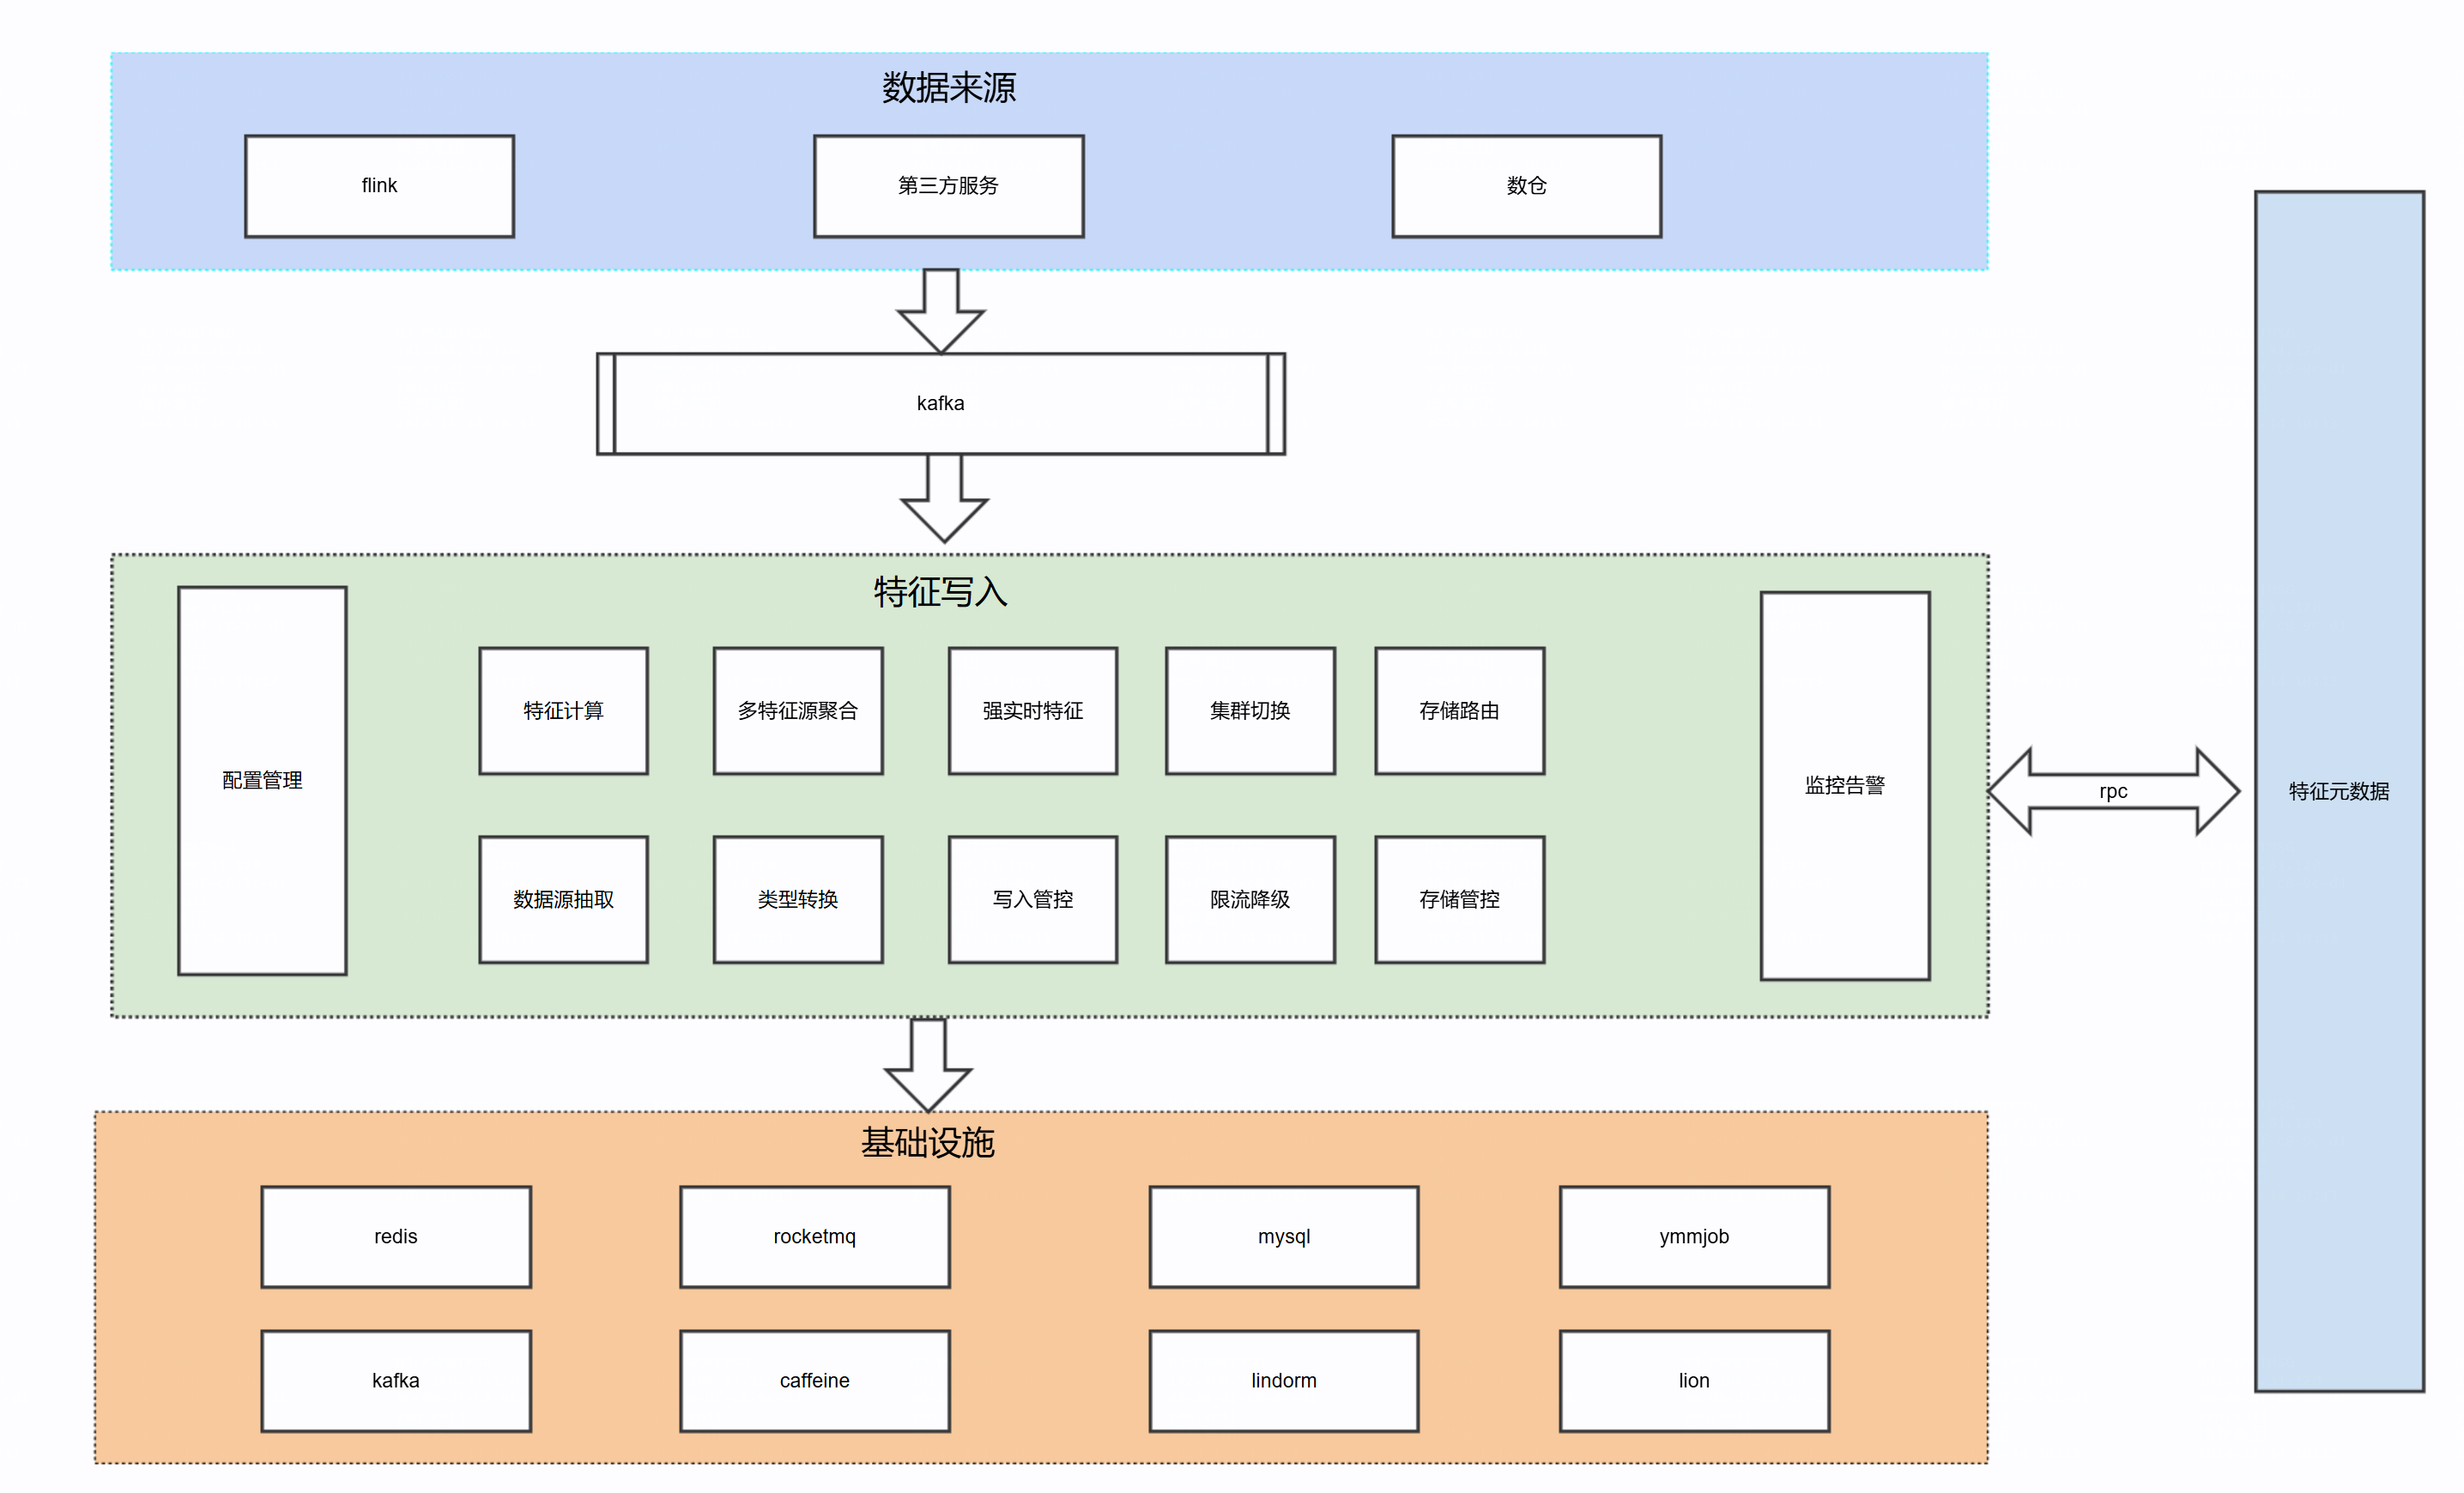 数据来源
flink
第三方服务
数仓
kafka
特征写入
配置管理
特征计算
多特征源聚合
强实时特征
集群切换
存储路由
监控告警
数据源抽取
类型转换
写入管控
限流降级
存储管控
rpc
特征元数据
基础设施
redis
rocketmq
mysql
ymmjob
kafka
caffeine
lindorm
lion